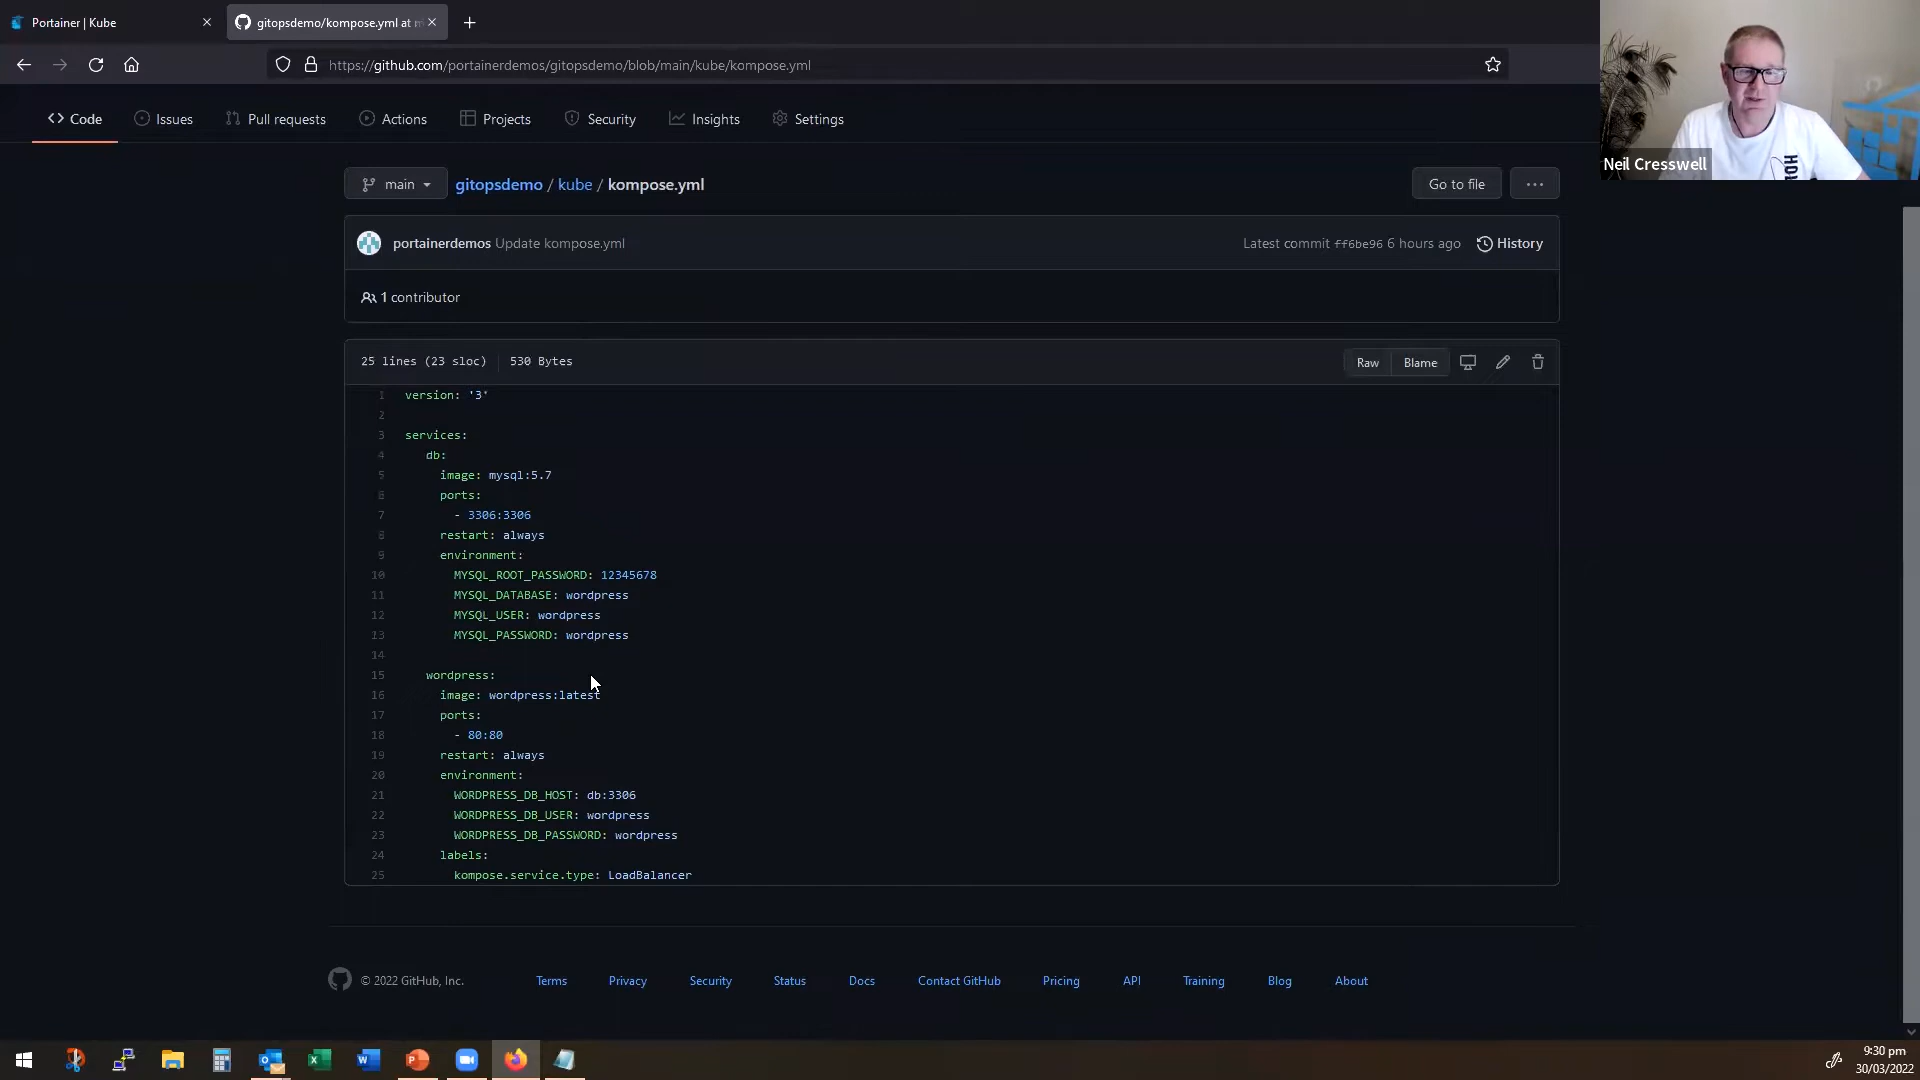 Portainer | Kube
gitopsdemo/kompose.yml at m
https://github.com/portainerdemos/gitopsdemo/blob/main/kube/kompose.yml
Neil Cresswell
Code
Issues
Pull requests
Actions
Projects
Security
Insights
Settings
main
gitopsdemo / kube / kompose.yml
Go to file
portainerdemos Update kompose.yml
Latest commit ff6be96 6 hours ago
History
1 contributor
25 lines (23 sloc)
530 Bytes
Raw
Blame
1 version: '3'
2
3 services:
4 db:
5 image: mysql:5.7
6 ports:
7 - 3306:3306
8 restart: always
9 environment:
10 MYSQL_ROOT_PASSWORD: 12345678
11 MYSQL_DATABASE: wordpress
12 MYSQL_USER: wordpress
13 MYSQL_PASSWORD: wordpress
14
15 wordpress:
16 image: wordpress:latest
17 ports:
18 - 80:80
19 restart: always
20 environment:
21 WORDPRESS_DB_HOST: db:3306
22 WORDPRESS_DB_USER: wordpress
23 WORDPRESS_DB_PASSWORD: wordpress
24 labels:
25 kompose.service.type: LoadBalancer
© 2022 GitHub, Inc.
Terms
Privacy
Security
Status
Docs
Contact GitHub
Pricing
API
Training
Blog
About
9:30 pm
30/03/2022